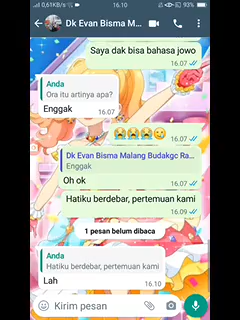 0,61KB/s
16.10
93%
Dk Evan Bisma M...
Saya dak bisa bahasa jowo
16.07
Anda
Ora itu artinya apa?
Enggak
16.07
16.07
Dk Evan Bisma Malang Budakgc Ra...
Enggak
Oh ok
16.07
Hatiku berdebar, pertemuan kami
16.09
1 pesan belum dibaca
Anda
Hatiku berdebar, pertemuan kami
Lah
16.10
Kirim pesan